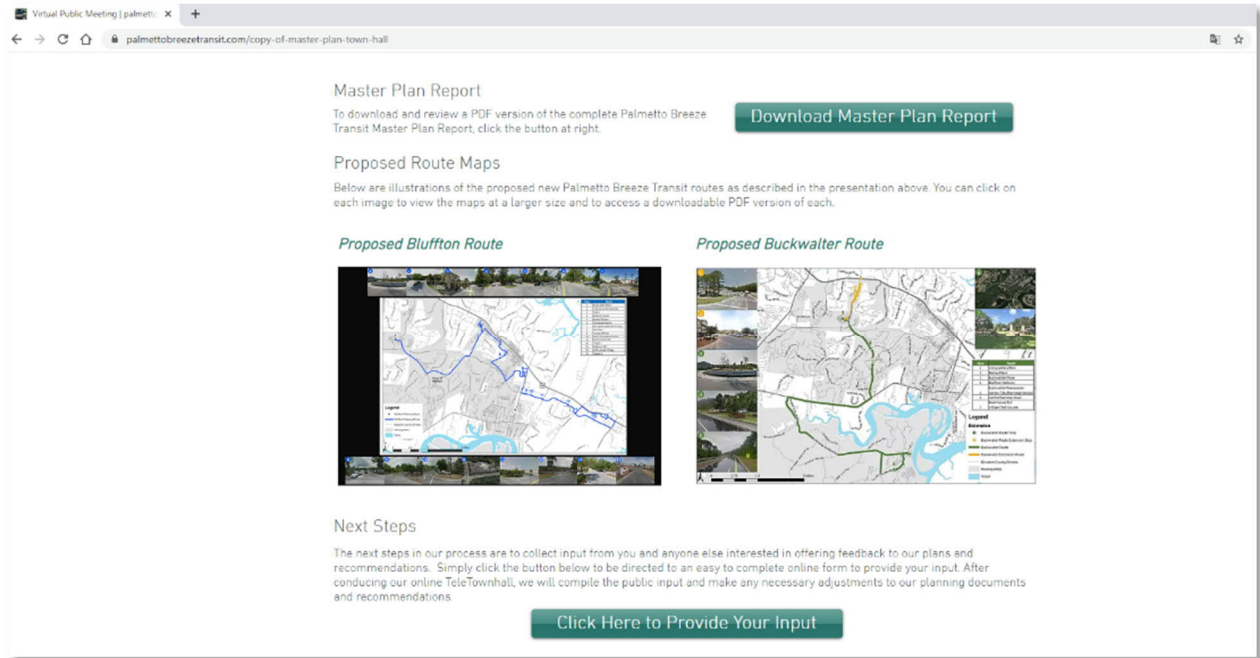 Virtual Public Meeting | palmetto
palmettobreezetransit.com/copy-of-master-plan-town-hall
Master Plan Report
To download and review a PDF version of the complete Palmetto Breeze
Transit Master Plan Report, click the button at right.
Download Master Plan Report
Proposed Route Maps
Below are illustrations of the proposed new Palmetto Breeze Transit routes as described in the presentation above. You can click on
each image to view the maps at a larger size and to access a downloadable PDF version of each.
Proposed Bluffton Route
Proposed Buckwalter Route
Legend
Legend
Extension
Next Steps
The next steps in our process are to collect input from you and anyone else interested in offering feedback to our plans and
recommendations. Simply click the button below to be directed to an easy to complete online form to provide your input. After
conducing our online TeleTownhall, we will compile the public input and make any necessary adjustments to our planning documents
and recommendations.
Click Here to Provide Your Input